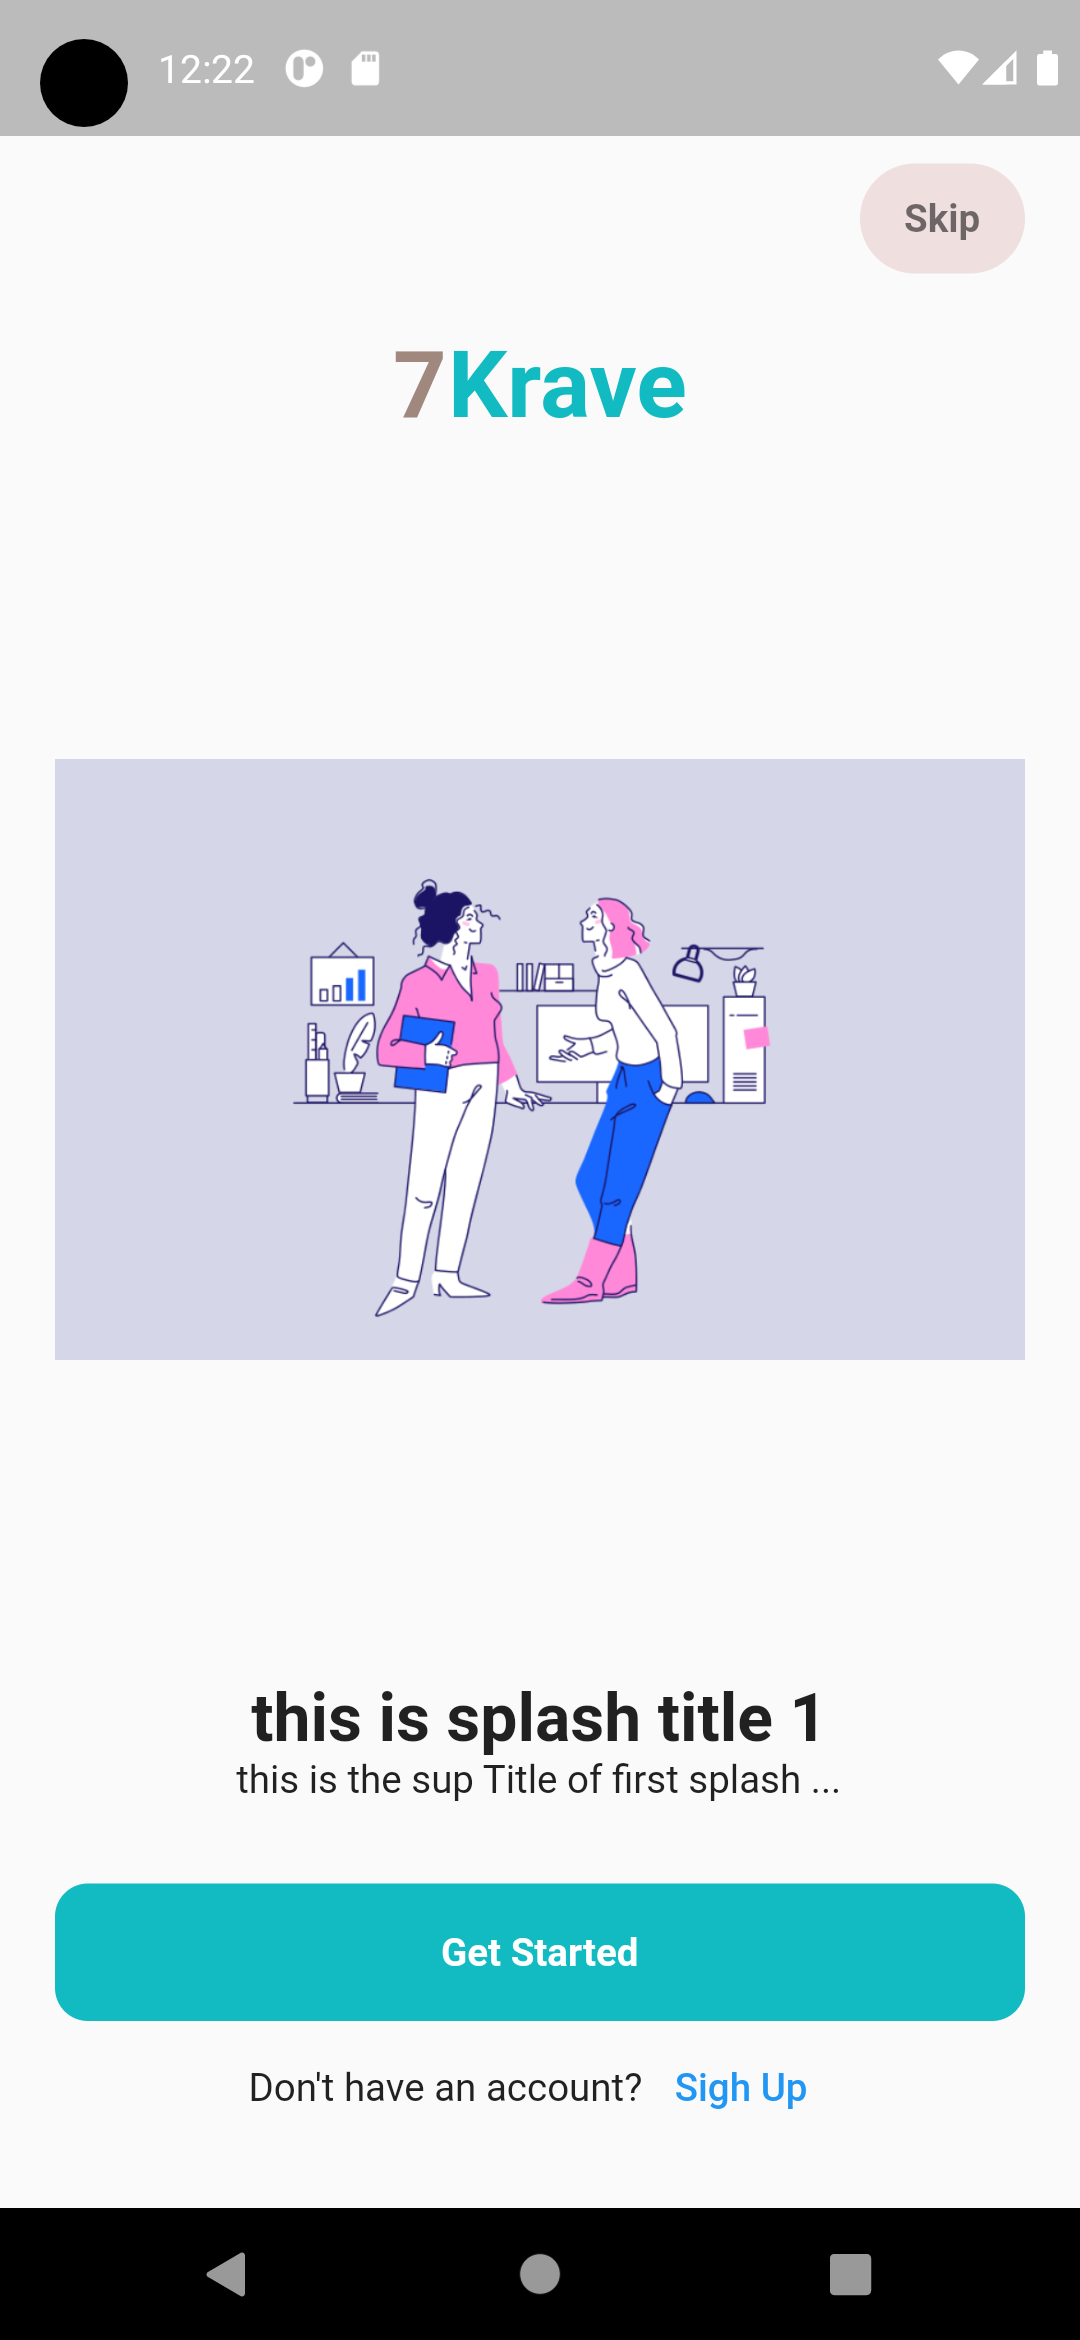 12:22
Skip
7Krave
this is splash title 1
this is the sup Title of first splash ...
Get Started
Don't have an account? Sigh Up